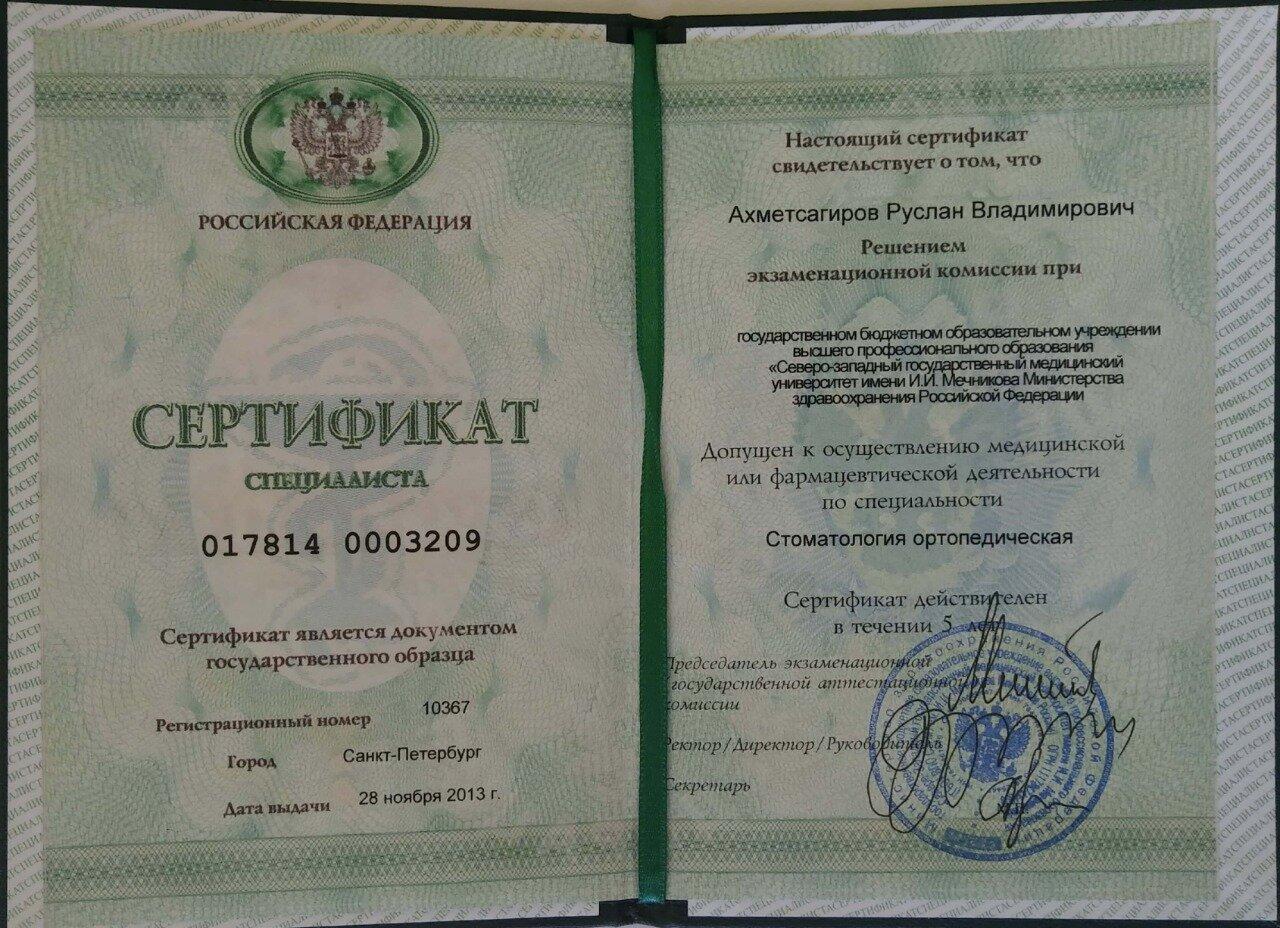 РОССИЙСКАЯ ФЕДЕРАЦИЯ
СЕРТИФИКАТ
СПЕЦИАЛИСТА
017814 0003209
Сертификат является документом
государственного образца
Регистрационный номер 10367
Город Санкт-Петербург
Дата выдачи 28 ноября 2013 г.
Настоящий сертификат
свидетельствует о том, что
Ахметсагиров Руслан Владимирович
Решением
экзаменационной комиссии при
государственном бюджетном образовательном учреждении
высшего профессионального образования
«Северо-западный государственный медицинский
университет имени И.И. Мечникова Министерства
здравоохранения Российской Федерации
Допущен к осуществлению медицинской
или фармацевтической деятельности
по специальности
Стоматология ортопедическая
Сертификат действителен
в течении 5 лет
Председатель экзаменационной
государственной аттестационной
комиссии
Ректор/Директор/Руководитель
Секретарь